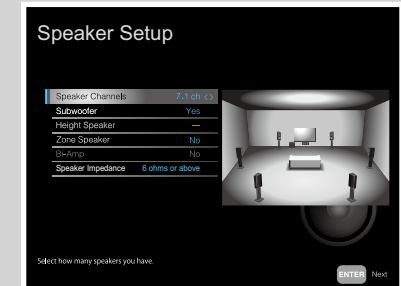 Speaker Setup
Speaker Channels 7.1 ch <>
Subwoofer Yes
Height Speaker ---
Zone Speaker No
Bi-Amp No
Speaker Impedance 6 ohms or above
Select how many speakers you have.
ENTER Next